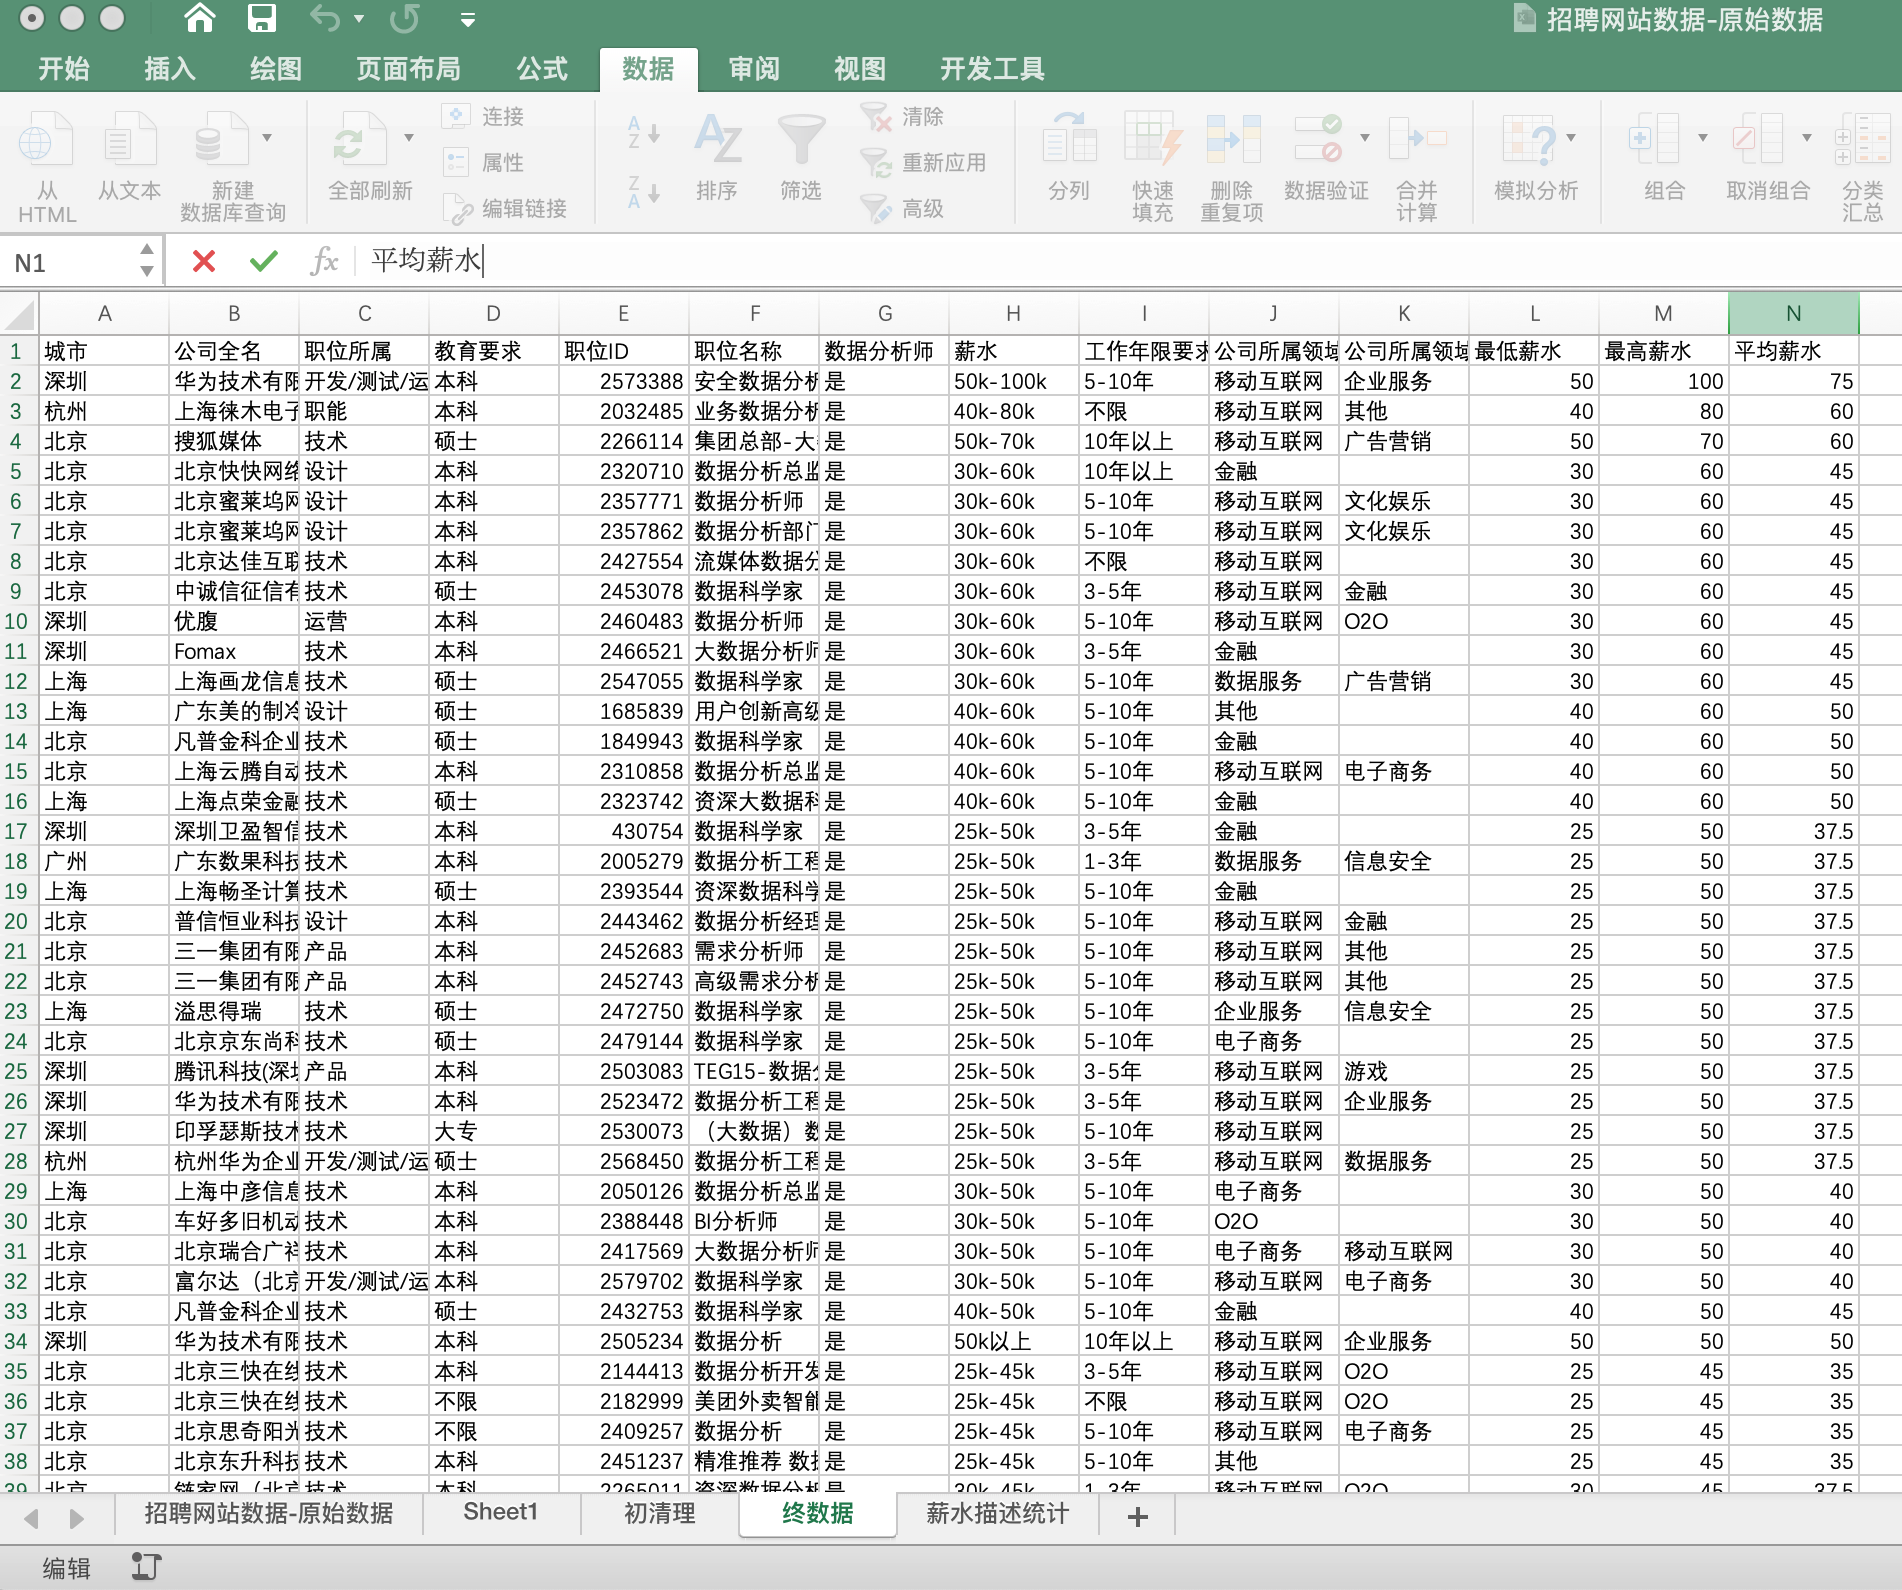 招聘网站数据-原始数据
开始 插入 绘图 页面布局 公式 数据 审阅 视图 开发工具
从 HTML 从文本 新建 数据库查询 全部刷新 连接 属性 编辑链接 排序 筛选 清除 重新应用 高级 分列 快速 填充 删除 重复项 数据验证 合并 计算 模拟分析 组合 取消组合 分类 汇总
N1 fx 平均薪水
A B C D E F G H I J K L M N
1 城市 公司全名 职位所属 教育要求 职位ID 职位名称 数据分析师 薪水 工作年限要求 公司所属领域 公司所属领域 最低薪水 最高薪水 平均薪水
2 深圳 华为技术有限 开发/测试/运 本科 2573388 安全数据分析 是 50k-100k 5-10年 移动互联网 企业服务 50 100 75
3 杭州 上海徕木电子 职能 本科 2032485 业务数据分析 是 40k-80k 不限 移动互联网 其他 40 80 60
4 北京 搜狐媒体 技术 硕士 2266114 集团总部-大 是 50k-70k 10年以上 移动互联网 广告营销 50 70 60
5 北京 北京快快网络 设计 本科 2320710 数据分析总监 是 30k-60k 10年以上 金融 30 60 45
6 北京 北京蜜莱坞网 设计 本科 2357771 数据分析师 是 30k-60k 5-10年 移动互联网 文化娱乐 30 60 45
7 北京 北京蜜莱坞网 设计 本科 2357862 数据分析部门 是 30k-60k 5-10年 移动互联网 文化娱乐 30 60 45
8 北京 北京达佳互联 技术 本科 2427554 流媒体数据分 是 30k-60k 不限 移动互联网 30 60 45
9 北京 中诚信征信有 技术 硕士 2453078 数据科学家 是 30k-60k 3-5年 移动互联网 金融 30 60 45
10 深圳 优腹 运营 本科 2460483 数据分析师 是 30k-60k 5-10年 移动互联网 O2O 30 60 45
11 深圳 Fomax 技术 本科 2466521 大数据分析师 是 30k-60k 3-5年 金融 30 60 45
12 上海 上海画龙信息 技术 硕士 2547055 数据科学家 是 30k-60k 5-10年 数据服务 广告营销 30 60 45
13 上海 广东美的制冷 设计 硕士 1685839 用户创新高级 是 40k-60k 5-10年 其他 40 60 50
14 北京 凡普金科企业 技术 硕士 1849943 数据科学家 是 40k-60k 5-10年 金融 40 60 50
15 北京 上海云腾自动 技术 本科 2310858 数据分析总监 是 40k-60k 5-10年 移动互联网 电子商务 40 60 50
16 上海 上海点荣金融 技术 硕士 2323742 资深大数据科 是 40k-60k 5-10年 金融 40 60 50
17 深圳 深圳卫盈智信 技术 本科 430754 数据科学家 是 25k-50k 3-5年 金融 25 50 37.5
18 广州 广东数果科技 技术 本科 2005279 数据分析工程 是 25k-50k 1-3年 数据服务 信息安全 25 50 37.5
19 上海 上海畅圣计算 技术 硕士 2393544 资深数据科学 是 25k-50k 5-10年 金融 25 50 37.5
20 北京 普信恒业科技 设计 本科 2443462 数据分析经理 是 25k-50k 5-10年 移动互联网 金融 25 50 37.5
21 北京 三一集团有限 产品 本科 2452683 需求分析师 是 25k-50k 5-10年 移动互联网 其他 25 50 37.5
22 北京 三一集团有限 产品 本科 2452743 高级需求分析 是 25k-50k 5-10年 移动互联网 其他 25 50 37.5
23 上海 溢思得瑞 技术 硕士 2472750 数据科学家 是 25k-50k 5-10年 企业服务 信息安全 25 50 37.5
24 北京 北京京东尚科 技术 硕士 2479144 数据科学家 是 25k-50k 5-10年 电子商务 25 50 37.5
25 深圳 腾讯科技(深圳 产品 本科 2503083 TEG15-数据分 是 25k-50k 3-5年 移动互联网 游戏 25 50 37.5
26 深圳 华为技术有限 技术 本科 2523472 数据分析工程 是 25k-50k 3-5年 移动互联网 企业服务 25 50 37.5
27 深圳 印孚瑟斯技术 技术 大专 2530073 （大数据）数 是 25k-50k 5-10年 移动互联网 25 50 37.5
28 杭州 杭州华为企业 开发/测试/运 硕士 2568450 数据分析工程 是 25k-50k 3-5年 移动互联网 数据服务 25 50 37.5
29 上海 上海中彦信息 技术 本科 2050126 数据分析总监 是 30k-50k 5-10年 电子商务 30 50 40
30 北京 车好多旧机动 技术 本科 2388448 BI分析师 是 30k-50k 5-10年 O2O 30 50 40
31 北京 北京瑞合广祥 技术 本科 2417569 大数据分析师 是 30k-50k 5-10年 电子商务 移动互联网 30 50 40
32 北京 富尔达（北京 开发/测试/运 本科 2579702 数据科学家 是 30k-50k 5-10年 移动互联网 电子商务 30 50 40
33 北京 凡普金科企业 技术 硕士 2432753 数据科学家 是 40k-50k 5-10年 金融 40 50 45
34 深圳 华为技术有限 技术 本科 2505234 数据分析 是 50k以上 10年以上 移动互联网 企业服务 50 50 50
35 北京 北京三快在线 技术 本科 2144413 数据分析开发 是 25k-45k 3-5年 移动互联网 O2O 25 45 35
36 北京 北京三快在线 技术 不限 2182999 美团外卖智能 是 25k-45k 不限 移动互联网 O2O 25 45 35
37 北京 北京思奇阳光 技术 不限 2409257 数据分析 是 25k-45k 5-10年 移动互联网 电子商务 25 45 35
38 北京 北京东升科技 技术 本科 2451237 精准推荐 数据 是 25k-45k 5-10年 其他 25 45 35
39 北京 链家网（北京 技术 本科 2265011 资深数据分析 是 30k-45k 1-3年 移动互联网 O2O 30 45 37.5
招聘网站数据-原始数据 Sheet1 初清理 终数据 薪水描述统计 +
编辑